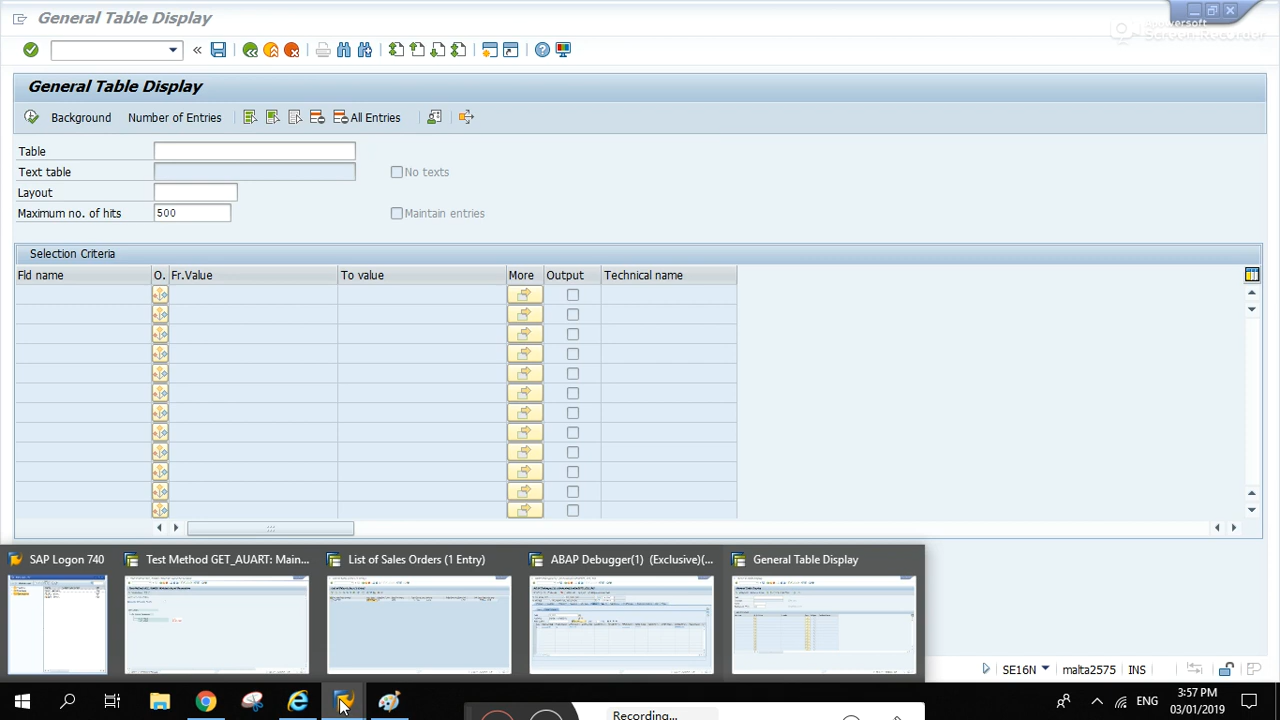 General Table Display
Apowersoft
Screen Recorder
General Table Display
Background Number of Entries All Entries
Table
Text table No texts
Layout
Maximum no. of hits 500 Maintain entries
Selection Criteria
Fld name O. Fr.Value To value More Output Technical name
SAP Logon 740 Test Method GET_AUART: Main... List of Sales Orders (1 Entry) ABAP Debugger(1) (Exclusive)(... General Table Display
SE16N malta2575 INS
ENG 3:57 PM
03/01/2019
Recording...